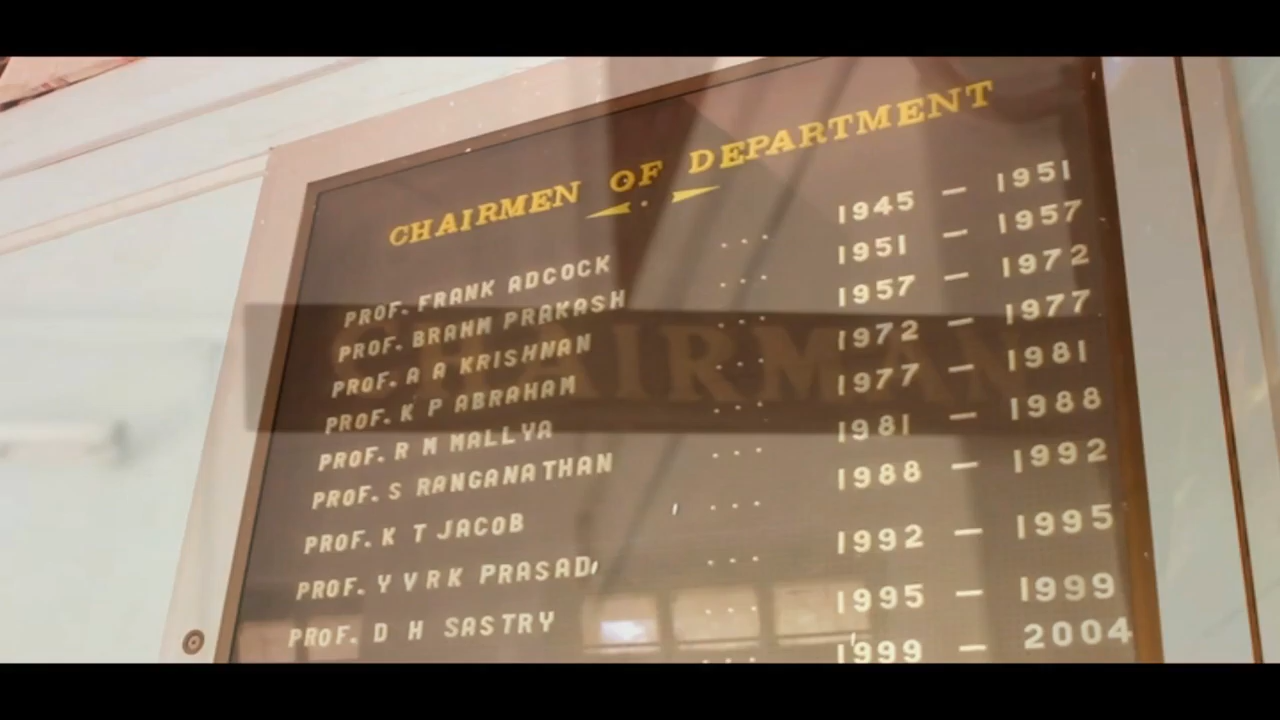 CHAIRMEN OF DEPARTMENT
PROF. FRANK ADCOCK ... 1945 — 1951
PROF. BRAHM PRAKASH ... 1951 — 1957
PROF. A A KRISHNAN ... 1957 — 1972
PROF. K P ABRAHAM ... 1972 — 1977
PROF. R M MALLYA ... 1977 — 1981
PROF. S RANGANATHAN ... 1981 — 1988
PROF. K T JACOB ... 1988 — 1992
PROF. Y V R K PRASAD ... 1992 — 1995
PROF. D H SASTRY ... 1995 — 1999
... 1999 — 2004
CHAIRMAN